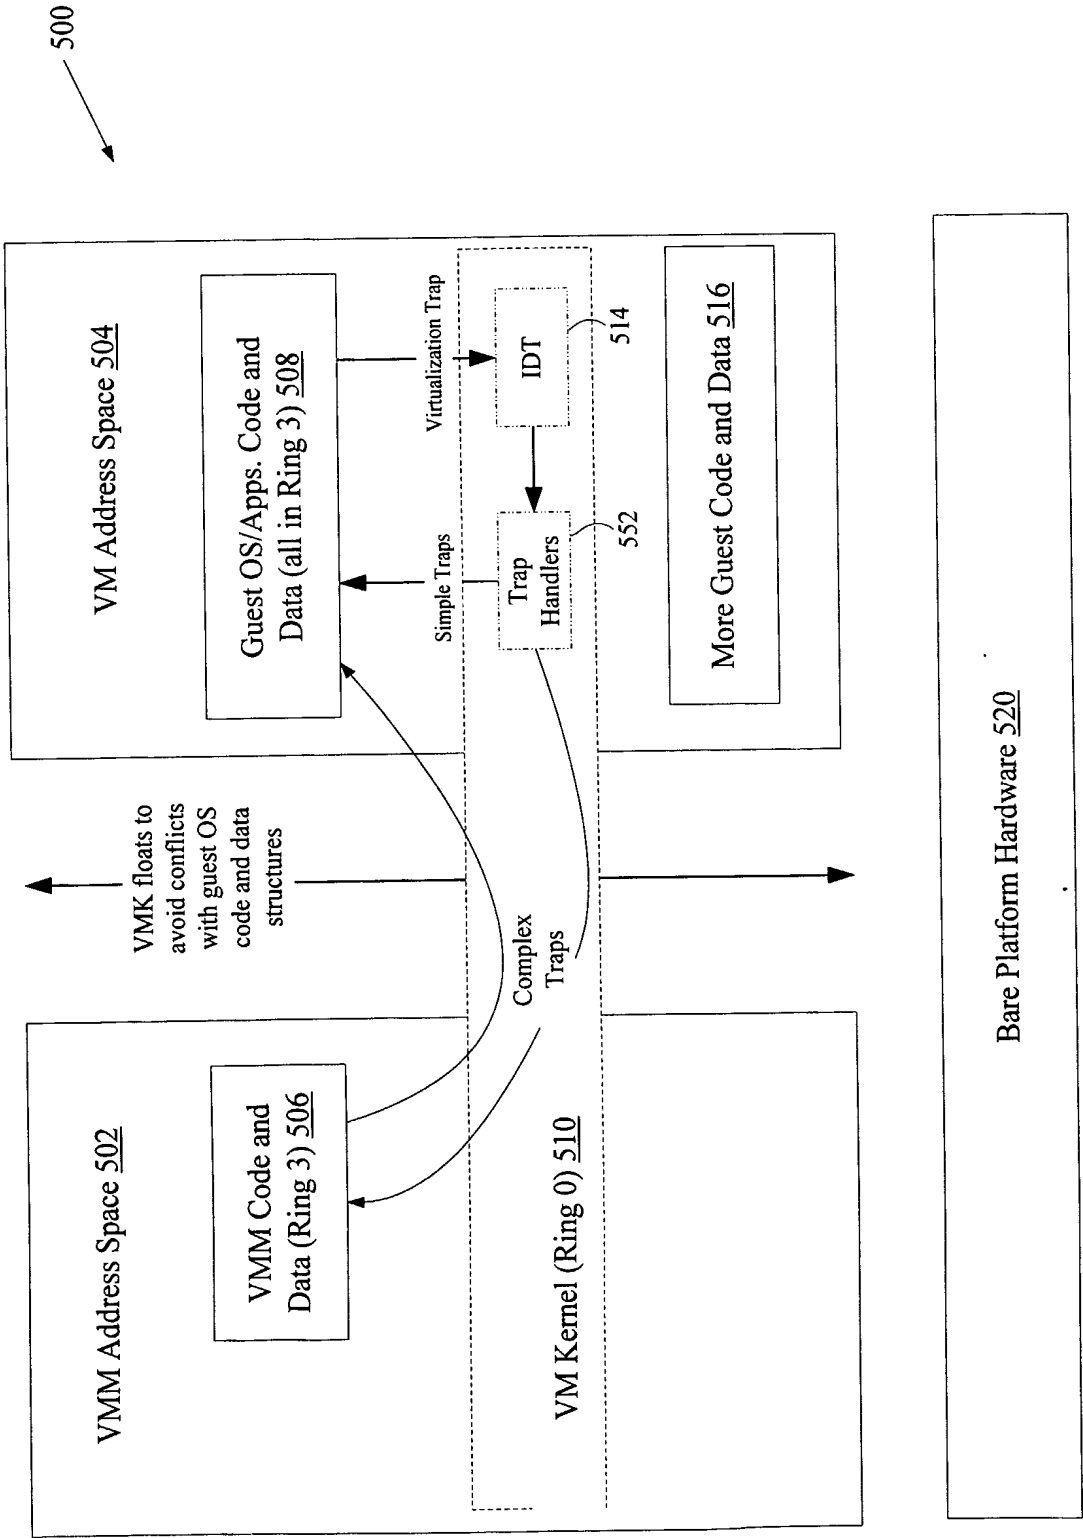 500
VMM Address Space 502
VMM Code and
Data (Ring 3) 506
VMK floats to
avoid conflicts
with guest OS
code and data
structures
VM Address Space 504
Guest OS/Apps. Code and
Data (all in Ring 3) 508
Virtualization Trap
Simple Traps
IDT
514
Trap
Handlers
552
Complex
Traps
VM Kernel (Ring 0) 510
More Guest Code and Data 516
Bare Platform Hardware 520